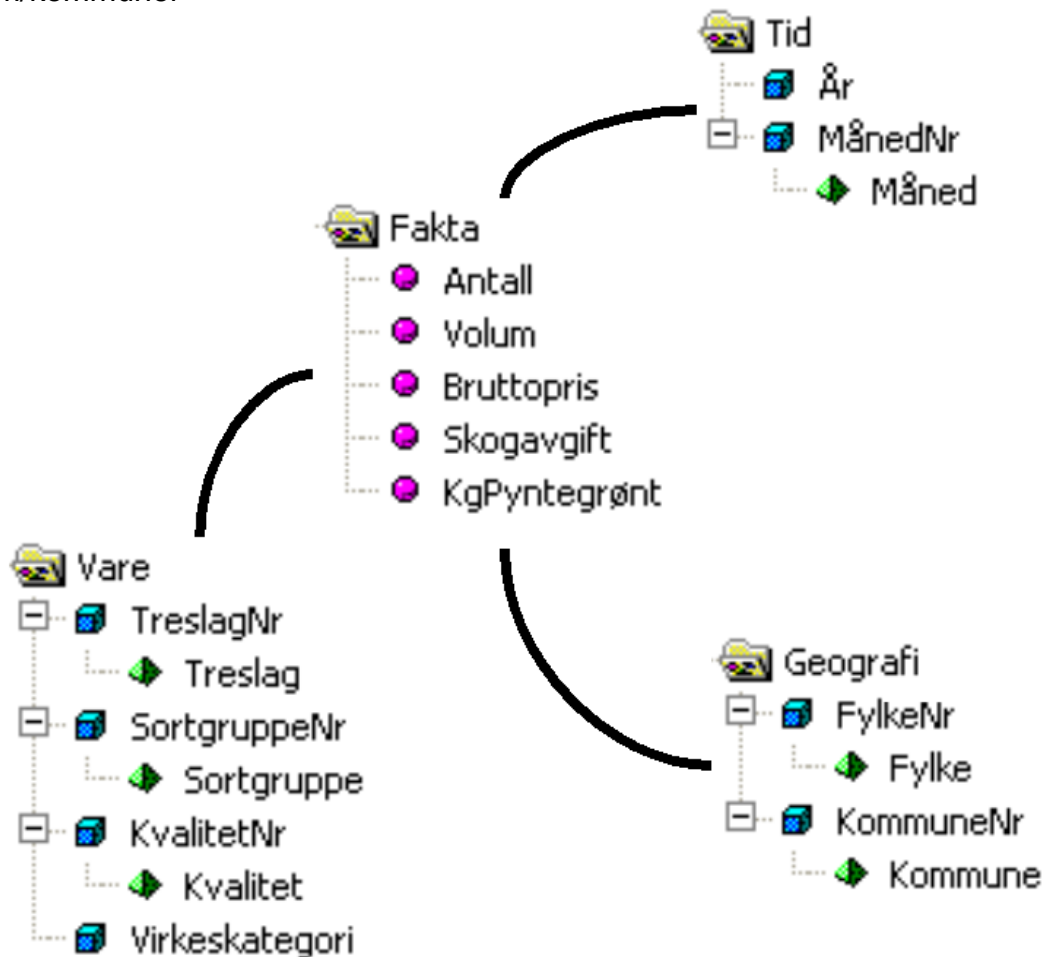 Tid
År
MånedNr
Måned
Fakta
Antall
Volum
Bruttopris
Skogavgift
KgPyntegrønt
Vare
TreslagNr
Treslag
SortgruppeNr
Sortgruppe
KvalitetNr
Kvalitet
Virkeskategori
Geografi
FylkeNr
Fylke
KommuneNr
Kommune